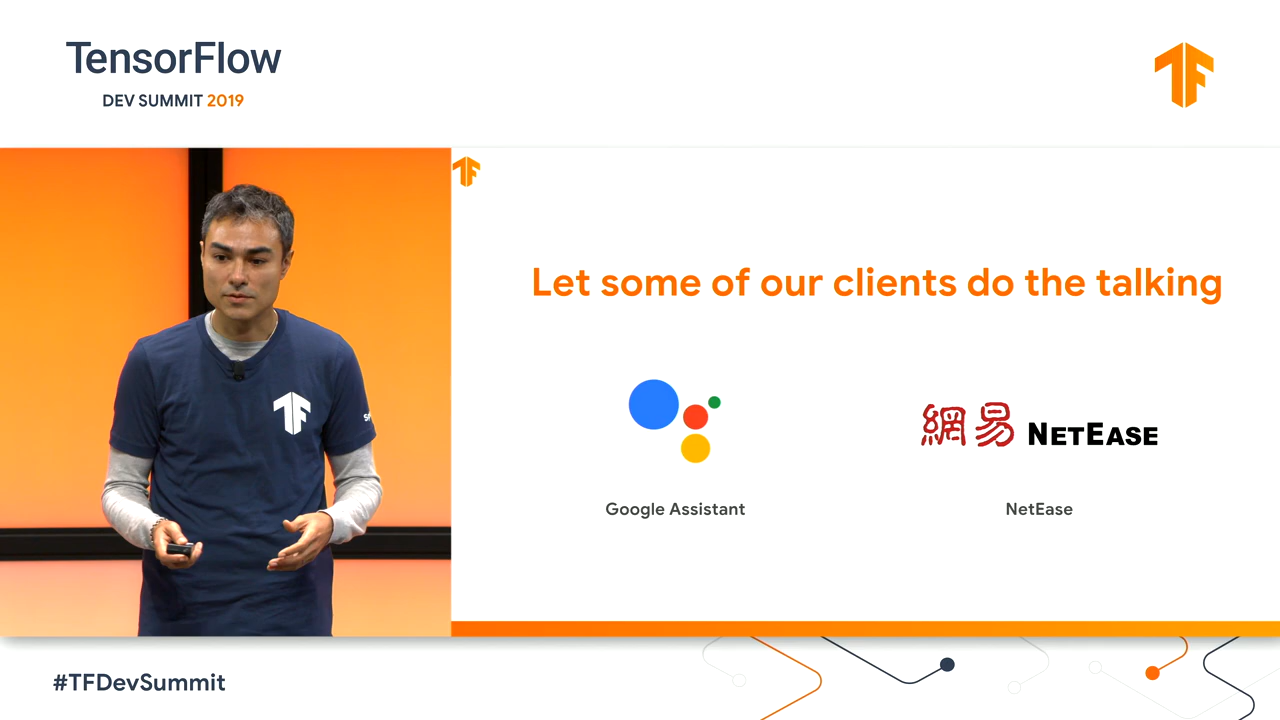 TensorFlow
DEV SUMMIT 2019
Let some of our clients do the talking
網易 NETEASE
Google Assistant
NetEase
#TFDevSummit